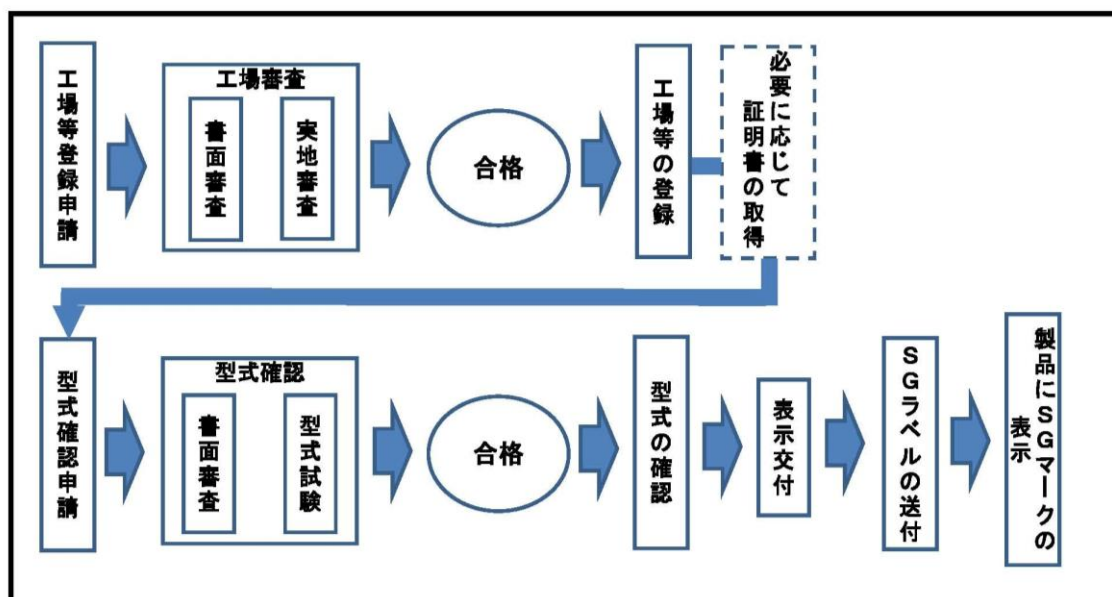 工場等登録申請
工場審査
書面審査
実地審査
合格
工場等の登録
必要に応じて
証明書の取得
型式確認申請
型式確認
書面審査
型式試験
合格
型式の確認
表示交付
SGラベルの送付
製品にSGマークの
表示